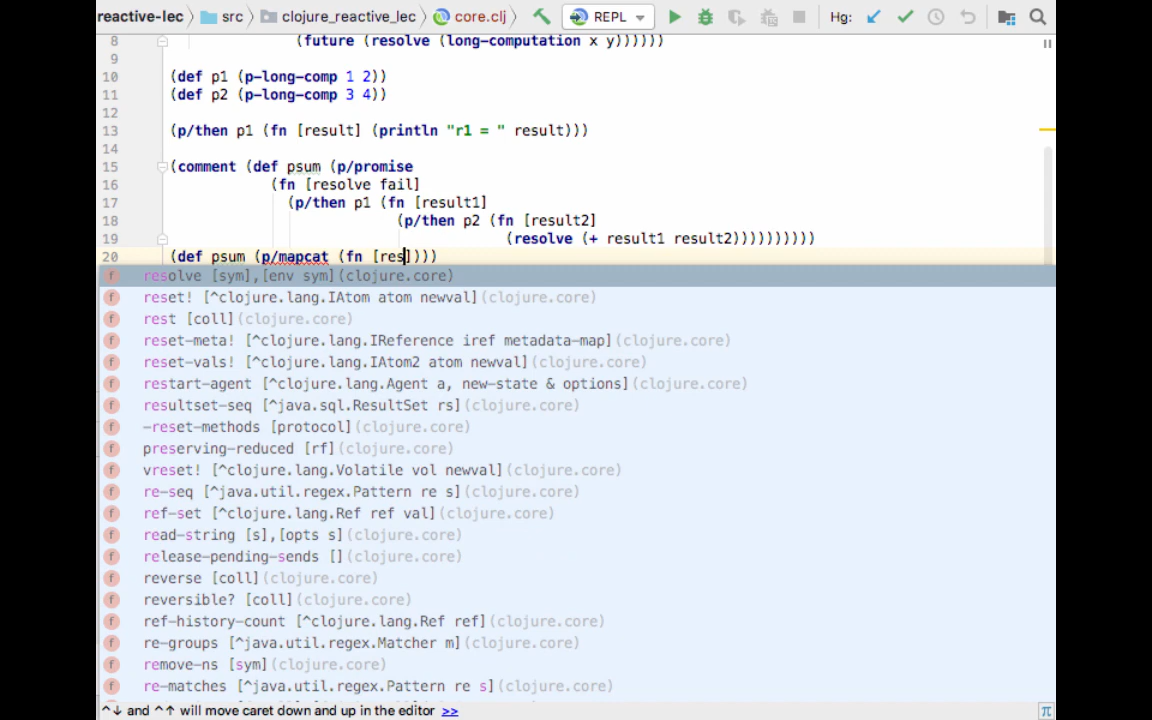 reactive-lec src clojure_reactive_lec core.clj REPL Hg:
8 (future (resolve (long-computation x y))))))
9
10 (def p1 (p-long-comp 1 2))
11 (def p2 (p-long-comp 3 4))
12
13 (p/then p1 (fn [result] (println "r1 = " result)))
14
15 (comment (def psum (p/promise
16 (fn [resolve fail]
17 (p/then p1 (fn [result1]
18 (p/then p2 (fn [result2]
19 (resolve (+ result1 result2))))))))))
20 (def psum (p/mapcat (fn [res])))
f resolve [sym],[env sym](clojure.core)
f reset! [^clojure.lang.IAtom atom newval](clojure.core)
f rest [coll](clojure.core)
f reset-meta! [^clojure.lang.IReference iref metadata-map](clojure.core)
f reset-vals! [^clojure.lang.IAtom2 atom newval](clojure.core)
f restart-agent [^clojure.lang.Agent a, new-state & options](clojure.core)
f resultset-seq [^java.sql.ResultSet rs](clojure.core)
f -reset-methods [protocol](clojure.core)
f preserving-reduced [rf](clojure.core)
f vreset! [^clojure.lang.Volatile vol newval](clojure.core)
f re-seq [^java.util.regex.Pattern re s](clojure.core)
f ref-set [^clojure.lang.Ref ref val](clojure.core)
f read-string [s],[opts s](clojure.core)
f release-pending-sends [](clojure.core)
f reverse [coll](clojure.core)
f reversible? [coll](clojure.core)
f ref-history-count [^clojure.lang.Ref ref](clojure.core)
f re-groups [^java.util.regex.Matcher m](clojure.core)
f remove-ns [sym](clojure.core)
f re-matches [^java.util.regex.Pattern re s](clojure.core)
^↓ and ^↑ will move caret down and up in the editor >> π